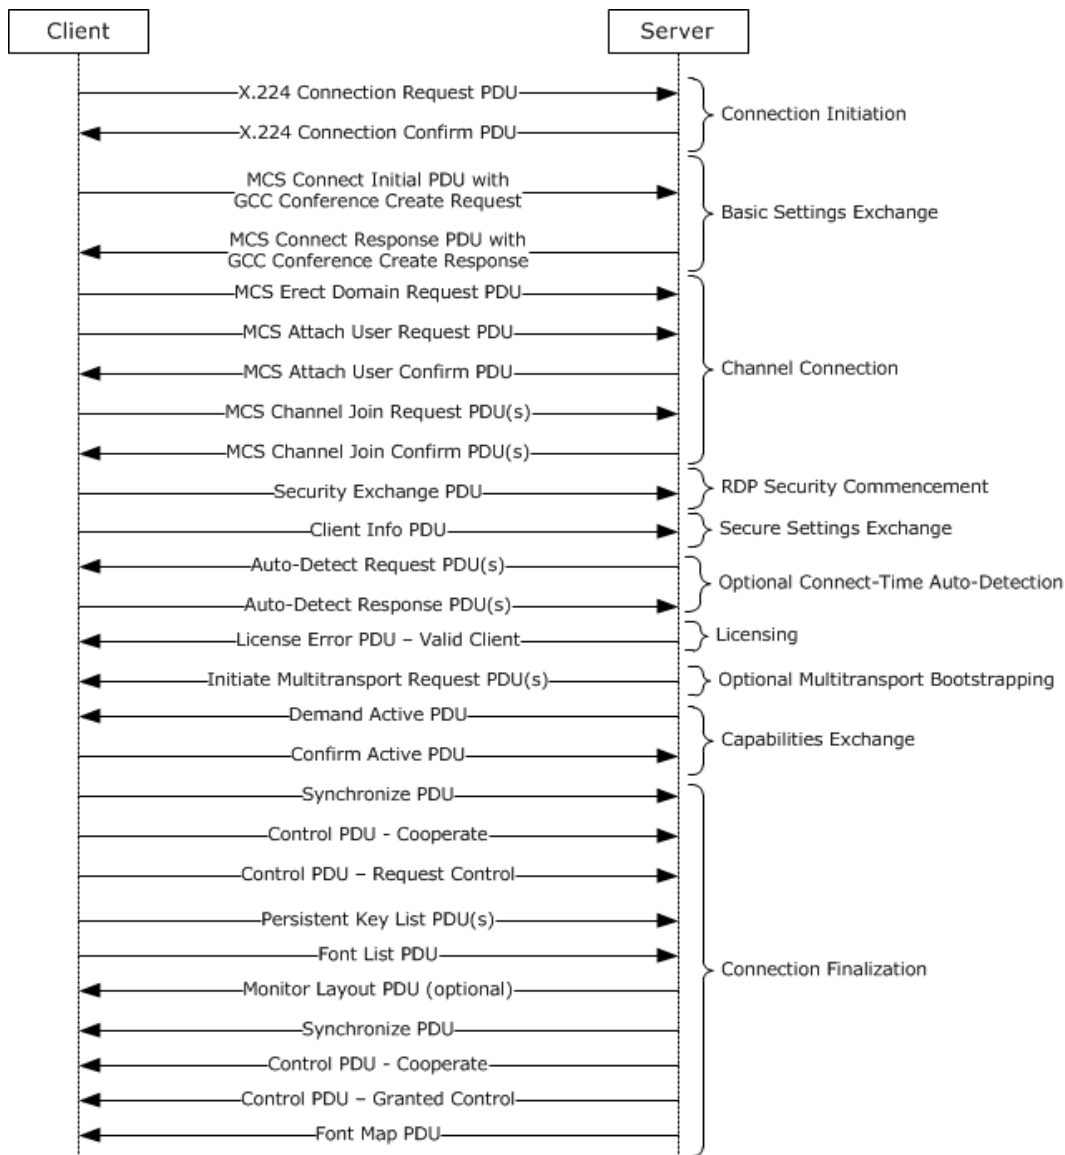 Client
Server
X.224 Connection Request PDU
X.224 Connection Confirm PDU
Connection Initiation
MCS Connect Initial PDU with
GCC Conference Create Request
MCS Connect Response PDU with
GCC Conference Create Response
Basic Settings Exchange
MCS Erect Domain Request PDU
MCS Attach User Request PDU
MCS Attach User Confirm PDU
MCS Channel Join Request PDU(s)
MCS Channel Join Confirm PDU(s)
Channel Connection
Security Exchange PDU
RDP Security Commencement
Client Info PDU
Secure Settings Exchange
Auto-Detect Request PDU(s)
Auto-Detect Response PDU(s)
Optional Connect-Time Auto-Detection
License Error PDU – Valid Client
Licensing
Initiate Multitransport Request PDU(s)
Optional Multitransport Bootstrapping
Demand Active PDU
Confirm Active PDU
Capabilities Exchange
Synchronize PDU
Control PDU - Cooperate
Control PDU – Request Control
Persistent Key List PDU(s)
Font List PDU
Monitor Layout PDU (optional)
Synchronize PDU
Control PDU - Cooperate
Control PDU – Granted Control
Font Map PDU
Connection Finalization